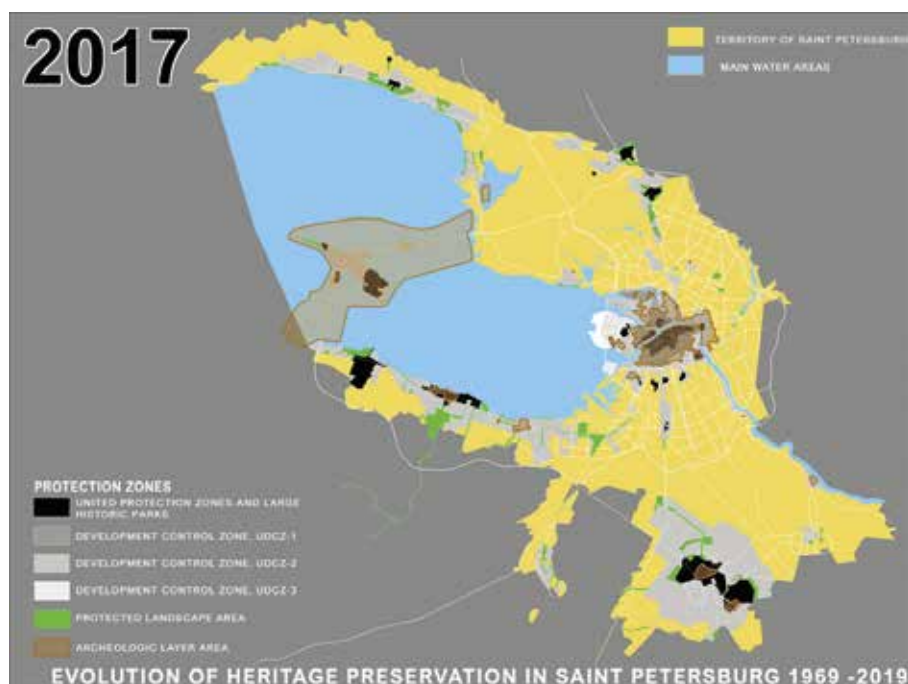 2017
TERRITORY OF SAINT PETERSBURG
MAIN WATER AREAS
PROTECTION ZONES
UNITED PROTECTION ZONES AND LARGE
HISTORIC PARKS
DEVELOPMENT CONTROL ZONE, UDCZ-1
DEVELOPMENT CONTROL ZONE, UDCZ-2
DEVELOPMENT CONTROL ZONE, UDCZ-3
PROTECTED LANDSCAPE AREA
ARCHEOLOGIC LAYER AREA
EVOLUTION OF HERITAGE PRESERVATION IN SAINT PETERSBURG 1969 -2019